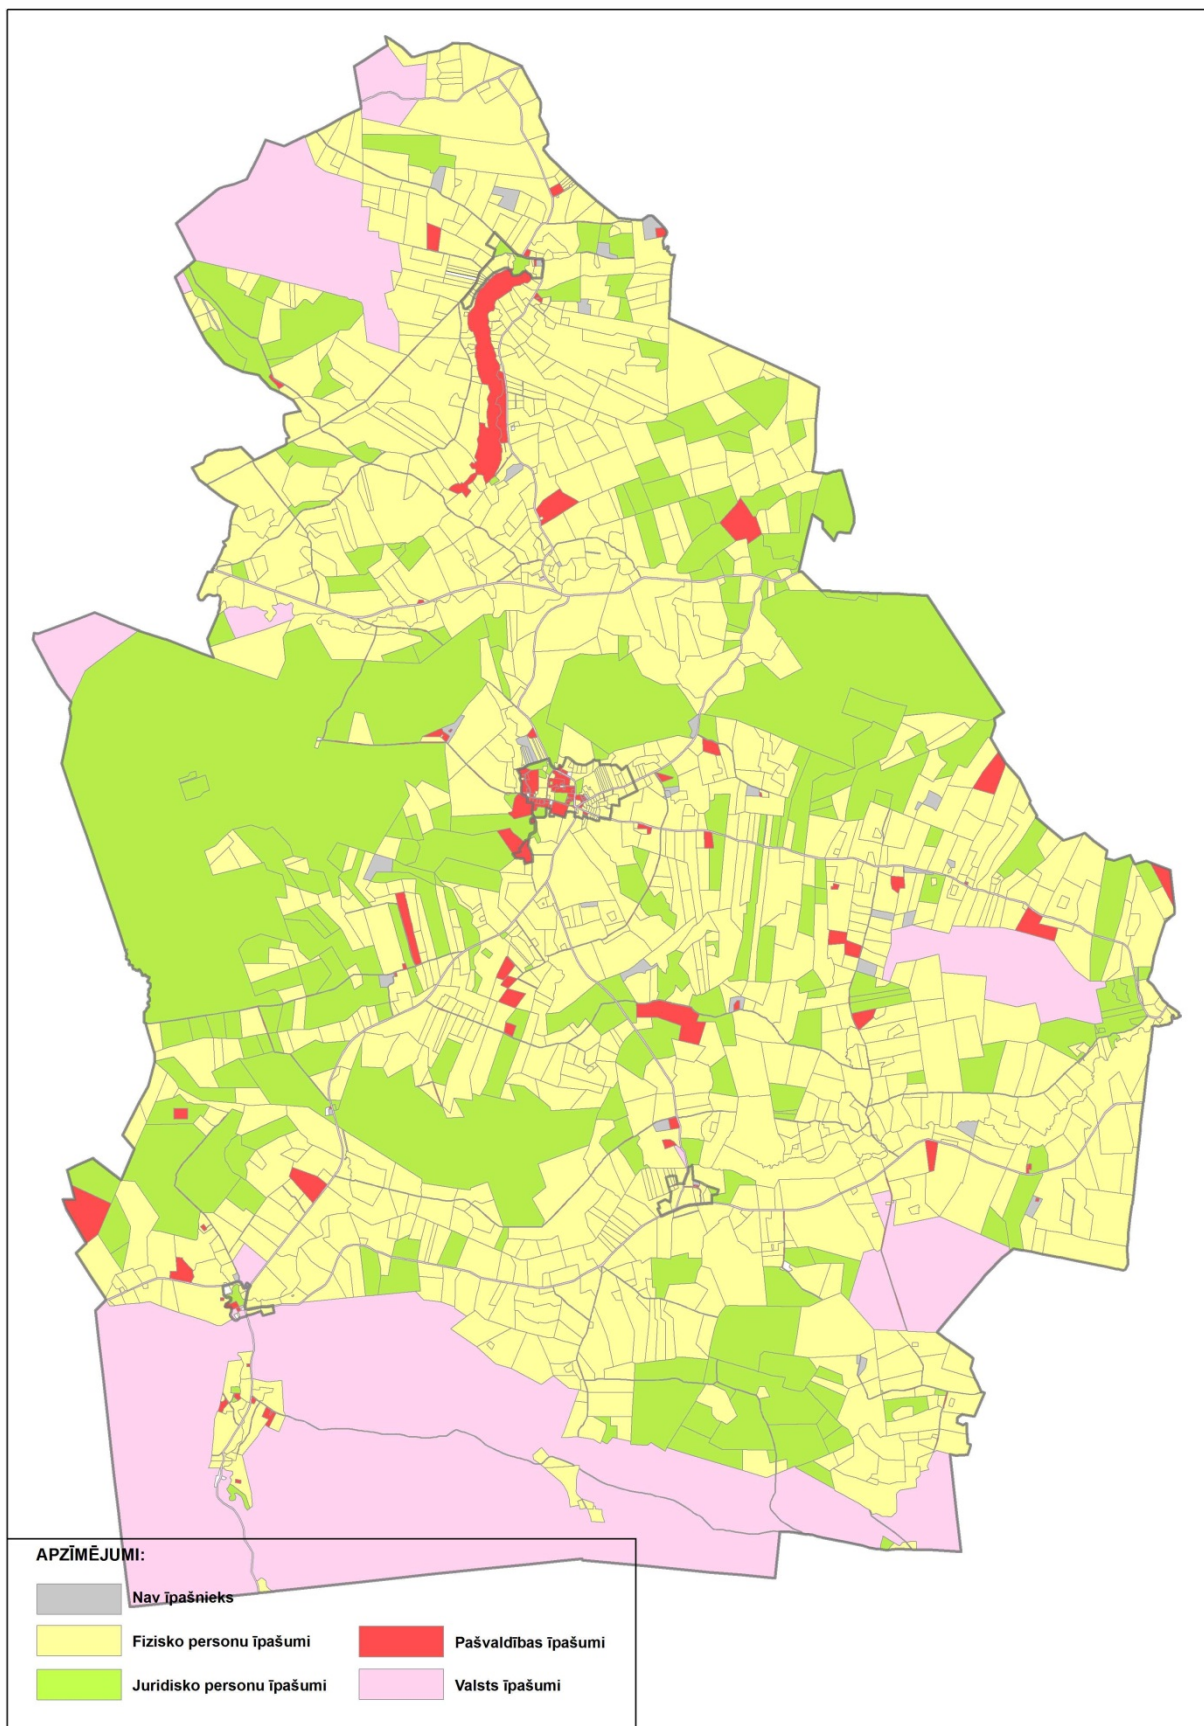 APZĪMĒJUMI:
Nav īpašnieks
Fizisko personu īpašumi
Juridisko personu īpašumi
Pašvaldības īpašumi
Valsts īpašumi